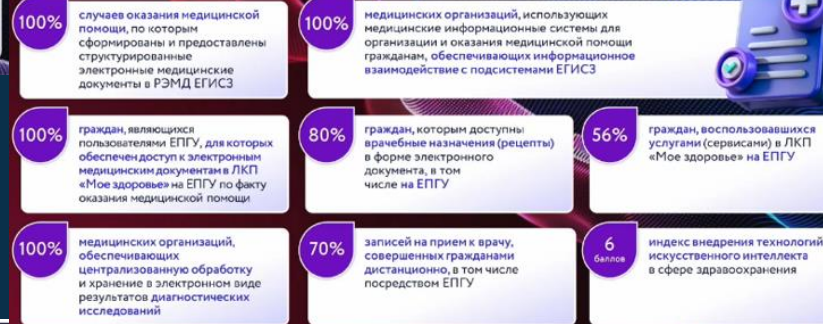 100%
случаев оказания медицинской
помощи, по которым
сформированы и предоставлены
структурированные
электронные медицинские
документы в РЭМД ЕГИСЗ
100%
медицинских организаций, использующих
медицинские информационные системы для
организации и оказания медицинской помощи
гражданам, обеспечивающих информационное
взаимодействие с подсистемами ЕГИСЗ
100%
граждан, являющихся
пользователями ЕПГУ, для которых
обеспечен доступ к электронным
медицинским документам в ЛКП
«Мое здоровье» на ЕПГУ по факту
оказания медицинской помощи
80%
граждан, которым доступны
врачебные назначения (рецепты)
в форме электронного
документа, в том
числе на ЕПГУ
56%
граждан, воспользовавшихся
услугами (сервисами) в ЛКП
«Мое здоровье» на ЕПГУ
100%
медицинских организаций,
обеспечивающих
централизованную обработку
и хранение в электронном виде
результатов диагностических
исследований
70%
записей на прием к врачу,
совершенных гражданами
дистанционно, в том числе
посредством ЕПГУ
6
баллов
индекс внедрения технологий
искусственного интеллекта
в сфере здравоохранения